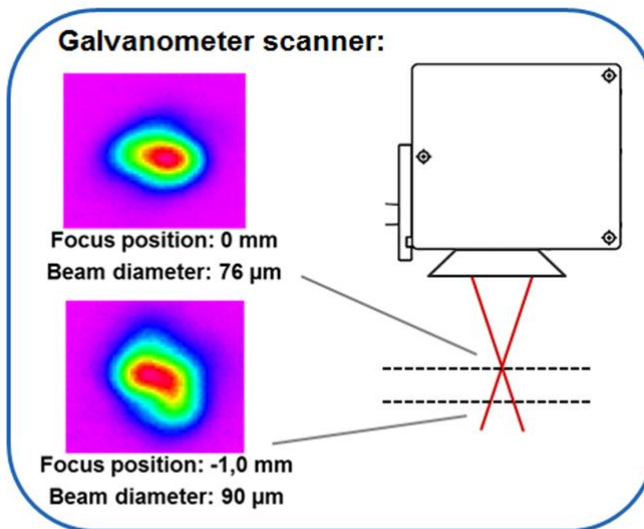 Galvanometer scanner:
Focus position: 0 mm
Beam diameter: 76 µm
Focus position: -1,0 mm
Beam diameter: 90 µm